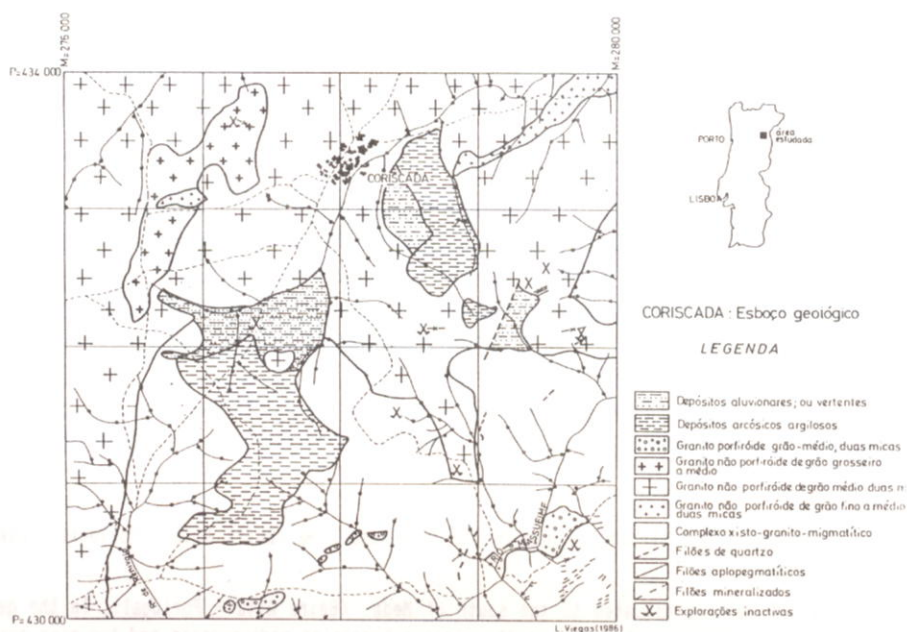 M=276 000
M=280 000
P=434 000
CORISCADA
PORTO
área
estudada
LISBOA
CORISCADA : Esboço geológico
LEGENDA
Depósitos aluvionares; ou vertentes
Depósitos arcósicos argilosos
Granito porfiróide grão-médio, duas micas
Granito não porfiróide de grão grosseiro
a médio
Granito não porfiróide de grão médio duas m
Granito não porfiróide de grão fino a médio
duas micas
Complexo xisto-granito-migmatítico
Filões de quartzo
Filões aplopegmatíticos
Filões mineralizados
Explorações inactivas
P=430 000
L. Viegas (1986)